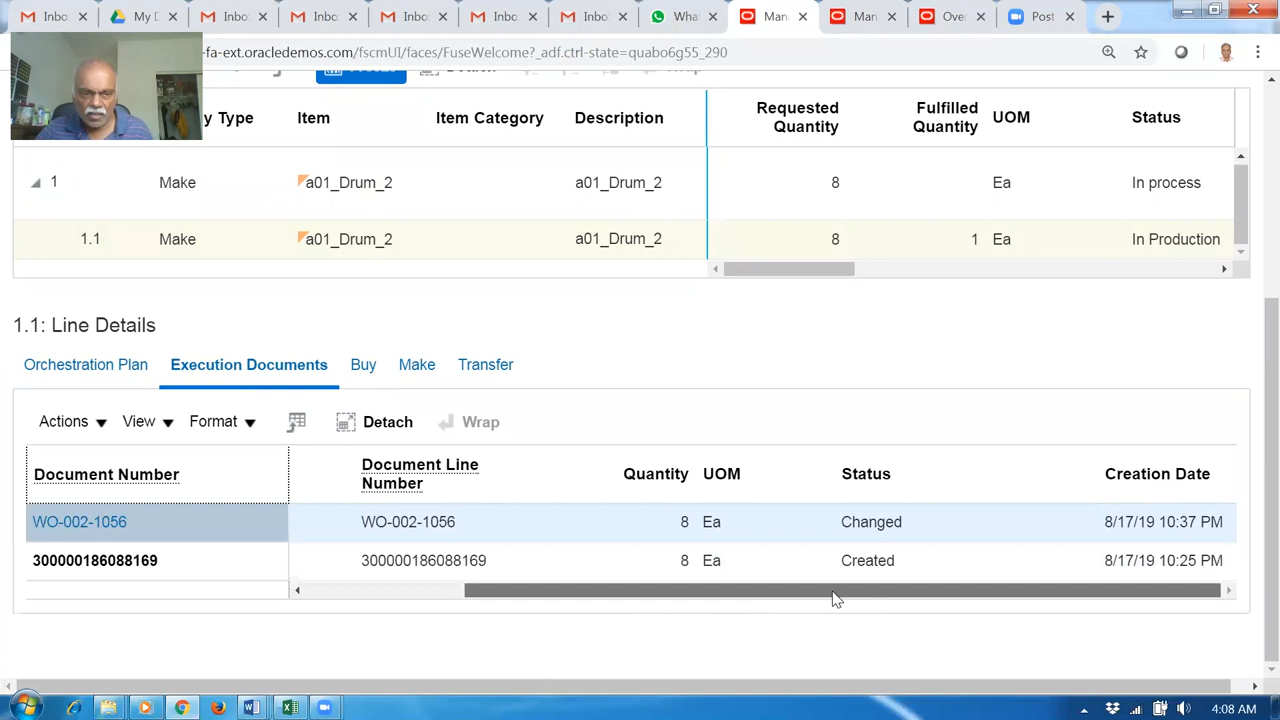 Inbo
My D
Inbo
Inbo
Inbo
Inbo
Inbo
Wha
Man
Man
Ove
Post
-fa-ext.oracledemos.com/fscmUI/faces/FuseWelcome?_adf.ctrl-state=quabo6g55_290
y Type Item Item Category Description Requested Quantity Fulfilled Quantity UOM Status
1 Make a01_Drum_2 a01_Drum_2 8 Ea In process
1.1 Make a01_Drum_2 a01_Drum_2 8 1 Ea In Production
1.1: Line Details
Orchestration Plan Execution Documents Buy Make Transfer
Actions View Format Detach Wrap
Document Number Document Line Number Quantity UOM Status Creation Date
WO-002-1056 WO-002-1056 8 Ea Changed 8/17/19 10:37 PM
300000186088169 300000186088169 8 Ea Created 8/17/19 10:25 PM
4:08 AM